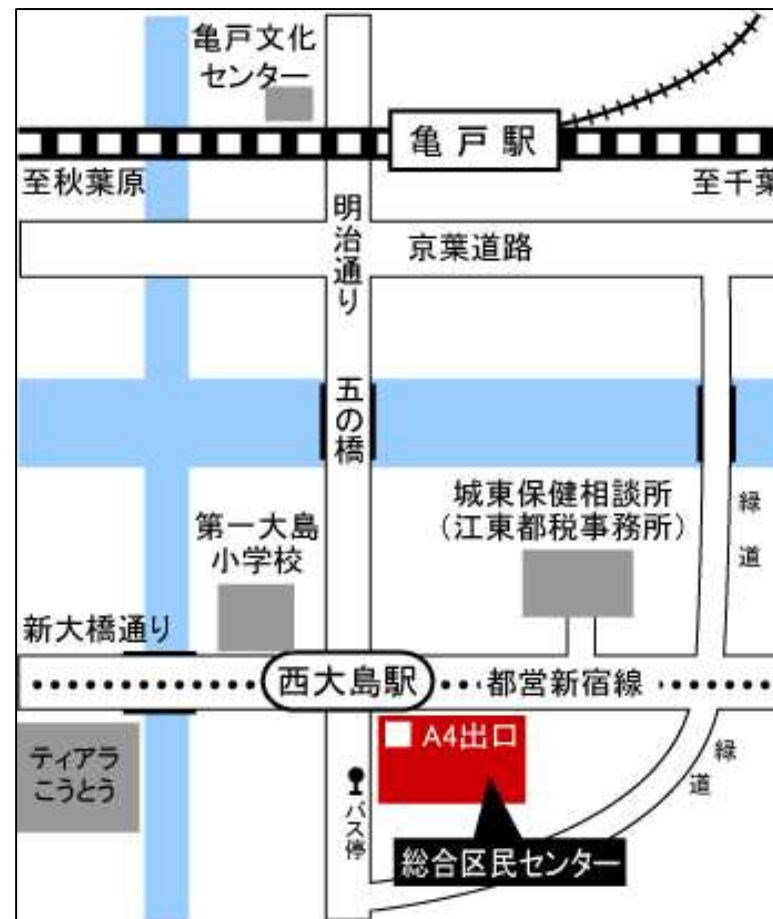 亀戸文化
センター
亀戸駅
至秋葉原
至千葉
明治通り
京葉道路
五の橋
城東保健相談所
（江東都税事務所）
緑道
第一大島
小学校
新大橋通り
西大島駅
都営新宿線
A4出口
ティアラ
こうとう
緑道
バス停
総合区民センター